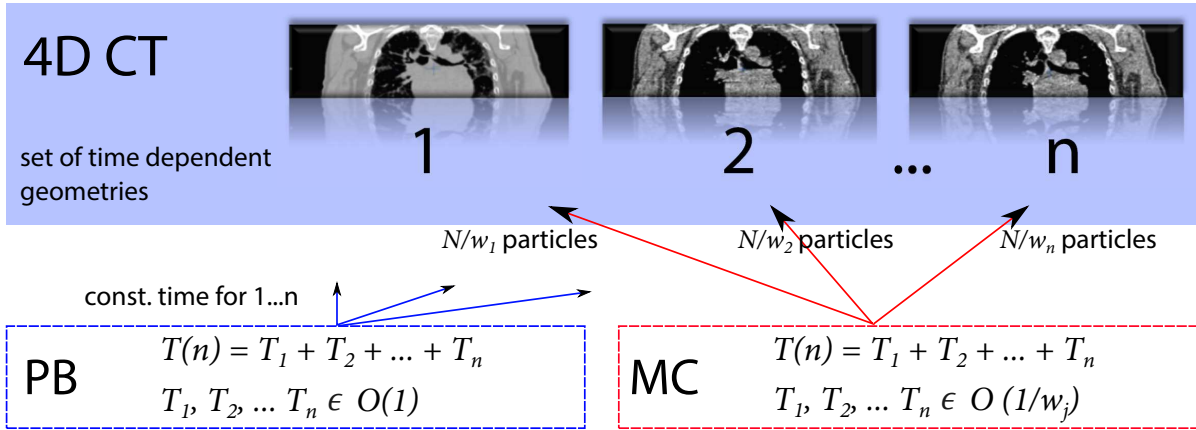 4D CT
set of time dependent
geometries
1
2
...
n
N/w₁ particles
N/w₂ particles
N/wₙ particles
const. time for 1...n
PB
T(n) = T₁ + T₂ + ... + Tₙ
T₁, T₂, ... Tₙ ϵ O(1)
MC
T(n) = T₁ + T₂ + ... + Tₙ
T₁, T₂, ... Tₙ ϵ O (1/wⱼ)